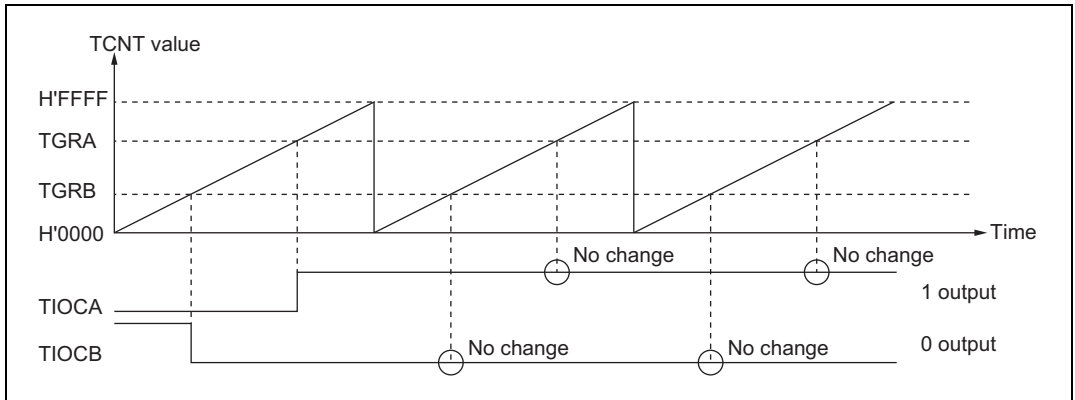 TCNT value
H'FFFF
TGRA
TGRB
H'0000
Time
No change
No change
1 output
TIOCA
No change
No change
0 output
TIOCB